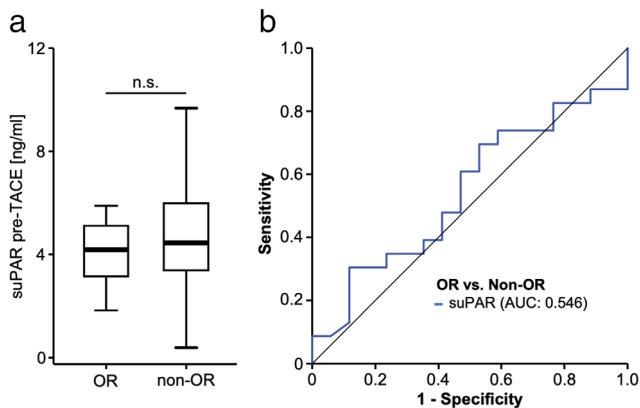 a
suPAR pre-TACE [ng/ml]
12
8
4
0
n.s.
OR
non-OR
b
Sensitivity
1.0
0.8
0.6
0.4
0.2
0
OR vs. Non-OR
suPAR (AUC: 0.546)
0
0.2
0.4
0.6
0.8
1.0
1 - Specificity